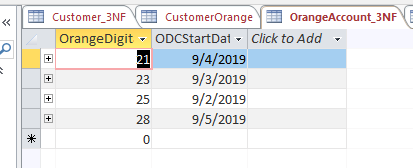 Customer_3NF CustomerOrange OrangeAccount_3NF
OrangeDigit ODCStartDat Click to Add
21 9/4/2019
23 9/3/2019
25 9/2/2019
28 9/5/2019
0